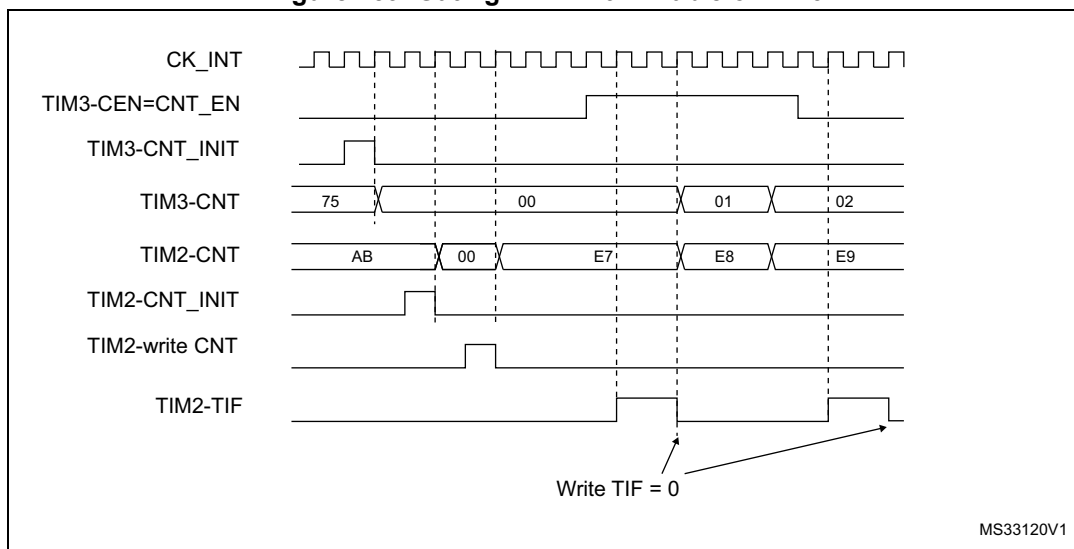 CK_INT
TIM3-CEN=CNT_EN
TIM3-CNT_INIT
TIM3-CNT 75 00 01 02
TIM2-CNT AB 00 E7 E8 E9
TIM2-CNT_INIT
TIM2-write CNT
TIM2-TIF
Write TIF = 0
MS33120V1